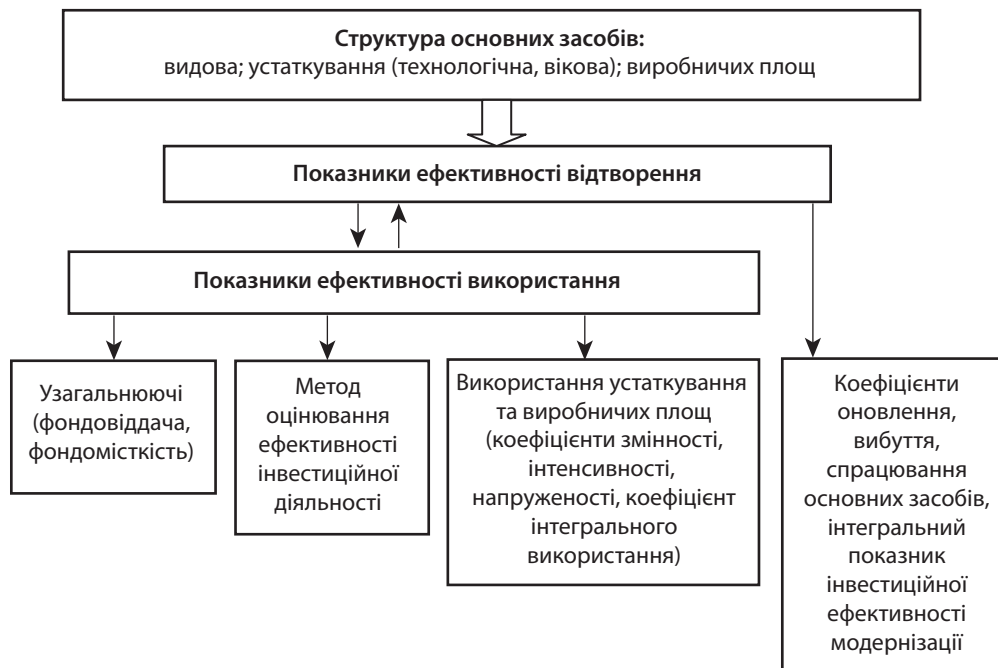 Структура основних засобів:
видова; устаткування (технологічна, вікова); виробничих площ
Показники ефективності відтворення
Показники ефективності використання
Узагальнюючі
(фондовіддача,
фондомісткість)
Метод
оцінювання
ефективності
інвестиційної
діяльності
Використання устаткування
та виробничих площ
(коефіцієнти змінності,
інтенсивності,
напруженості, коефіцієнт
інтегрального
використання)
Коефіцієнти
оновлення,
вибуття,
спрацювання
основних засобів,
інтегральний
показник
інвестиційної
ефективності
модернізації